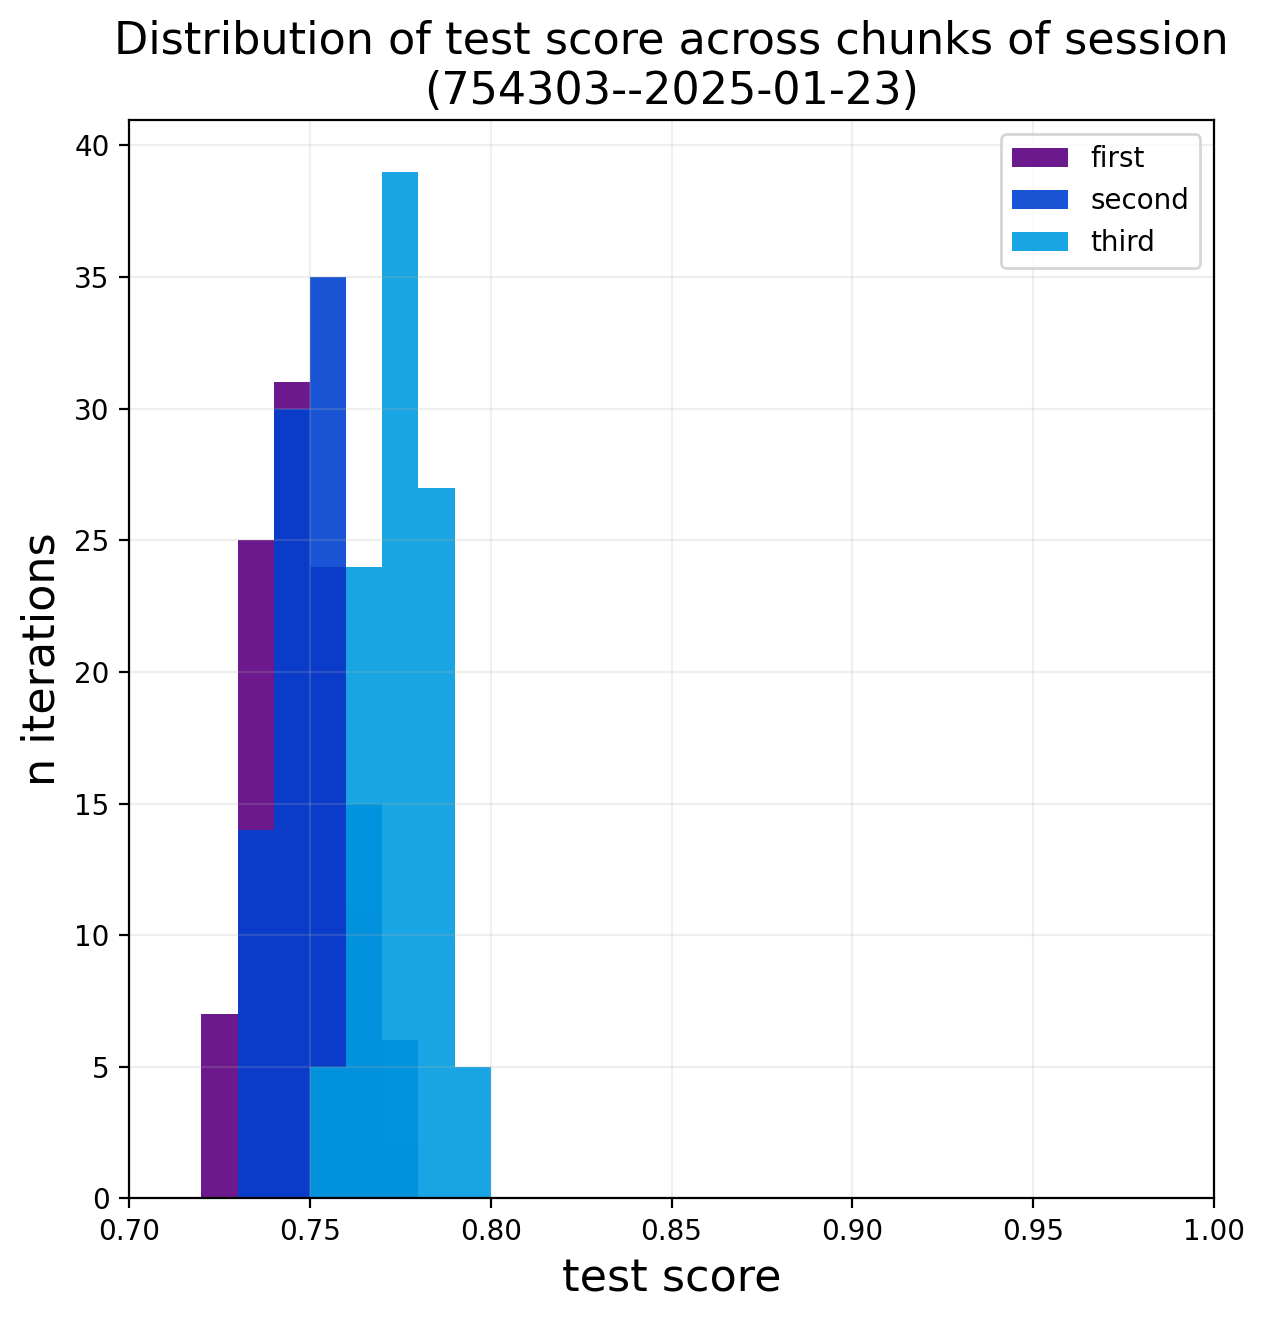 Distribution of test score across chunks of session
(754303--2025-01-23)
first
second
third
n iterations
40
35
30
25
20
15
10
5
0
0.70 0.75 0.80 0.85 0.90 0.95 1.00
test score